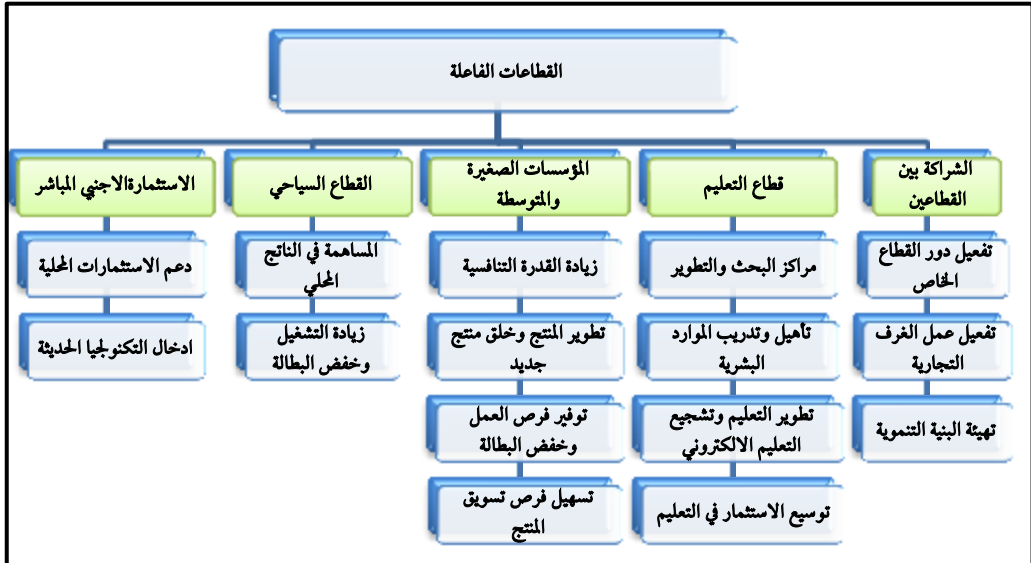 القطاعات الفاعلة
الشراكة بين
القطاعين
تفعيل دور القطاع
الخاص
تفعيل عمل الغرف
التجارية
تهيئة البنية التنموية
قطاع التعليم
مراكز البحث والتطوير
تأهيل وتدريب الموارد
البشرية
تطوير التعليم وتشجيع
التعليم الالكتروني
توسيع الاستثمار في التعليم
المؤسسات الصغيرة
والمتوسطة
زيادة القدرة التنافسية
تطوير المنتج وخلق منتج
جديد
توفير فرص العمل
وخفض البطالة
تسهيل فرص تسويق
المنتج
القطاع السياحي
المساهمة في الناتج
المحلي
زيادة التشغيل
وخفض البطالة
الاستثمارةالاجنبي المباشر
دعم الاستثمارات المحلية
ادخال التكنولجيا الحديثة